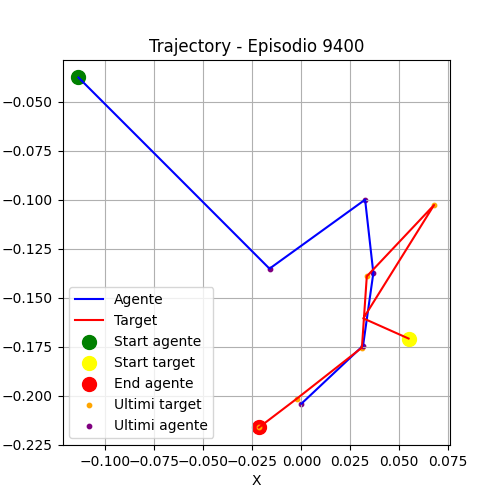 Trajectory - Episodio 9400
−0.050
−0.075
−0.100
−0.125
−0.150
−0.175
−0.200
−0.225
Agente
Target
Start agente
Start target
End agente
Ultimi target
Ultimi agente
−0.100−0.075−0.050−0.025 0.000 0.025 0.050 0.075
X